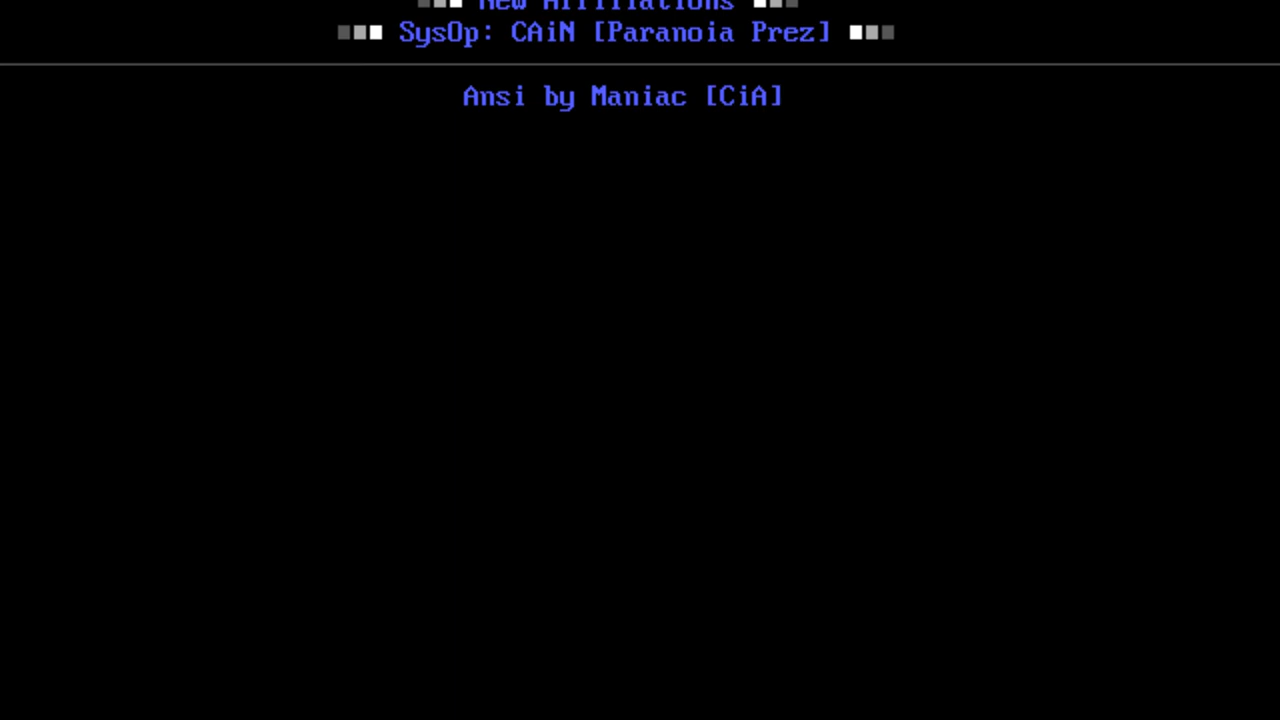 New Affiliations
SysOp: CAiN [Paranoia Prez]
Ansi by Maniac [CiA]